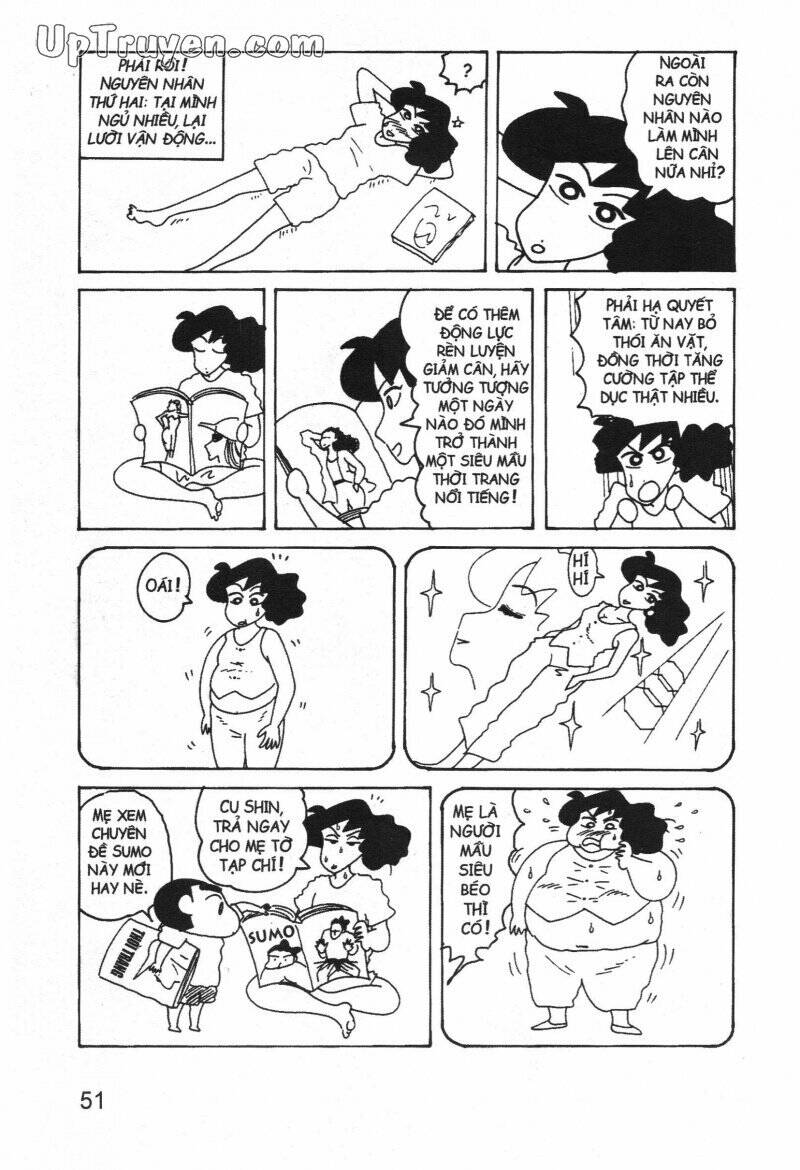 UpTruyen.com
NGOÀI
RA CÒN
NGUYÊN
NHÂN NÀO
LÀM MÌNH
LÊN CÂN
NỮA NHỈ?
?
PHẢI RỒI!
NGUYÊN NHÂN
THỨ HAI: TẠI MÌNH
NGỦ NHIỀU, LẠI
LƯỜI VẬN ĐỘNG...
PHẢI HẠ QUYẾT
TÂM: TỪ NAY BỎ
THÓI ĂN VẶT,
ĐỒNG THỜI TĂNG
CƯỜNG TẬP THỂ
DỤC THẬT NHIỀU.
ĐỂ CÓ THÊM
ĐỘNG LỰC
RÈN LUYỆN
GIẢM CÂN, HÃY
TƯỞNG TƯỢNG
MỘT NGÀY
NÀO ĐÓ MÌNH
TRỞ THÀNH
MỘT SIÊU MẪU
THỜI TRANG
NỔI TIẾNG!
HÍ
HÍ
OÁI!
MẸ LÀ
NGƯỜI
MẪU
SIÊU
BÉO
THÌ
CÓ!
CU SHIN,
TRẢ NGAY
CHO MẸ TỜ
TẠP CHÍ!
MẸ XEM
CHUYÊN
ĐỀ SUMO
NÀY MỚI
HAY NÈ.
SUMO
THỜI TRANG
51